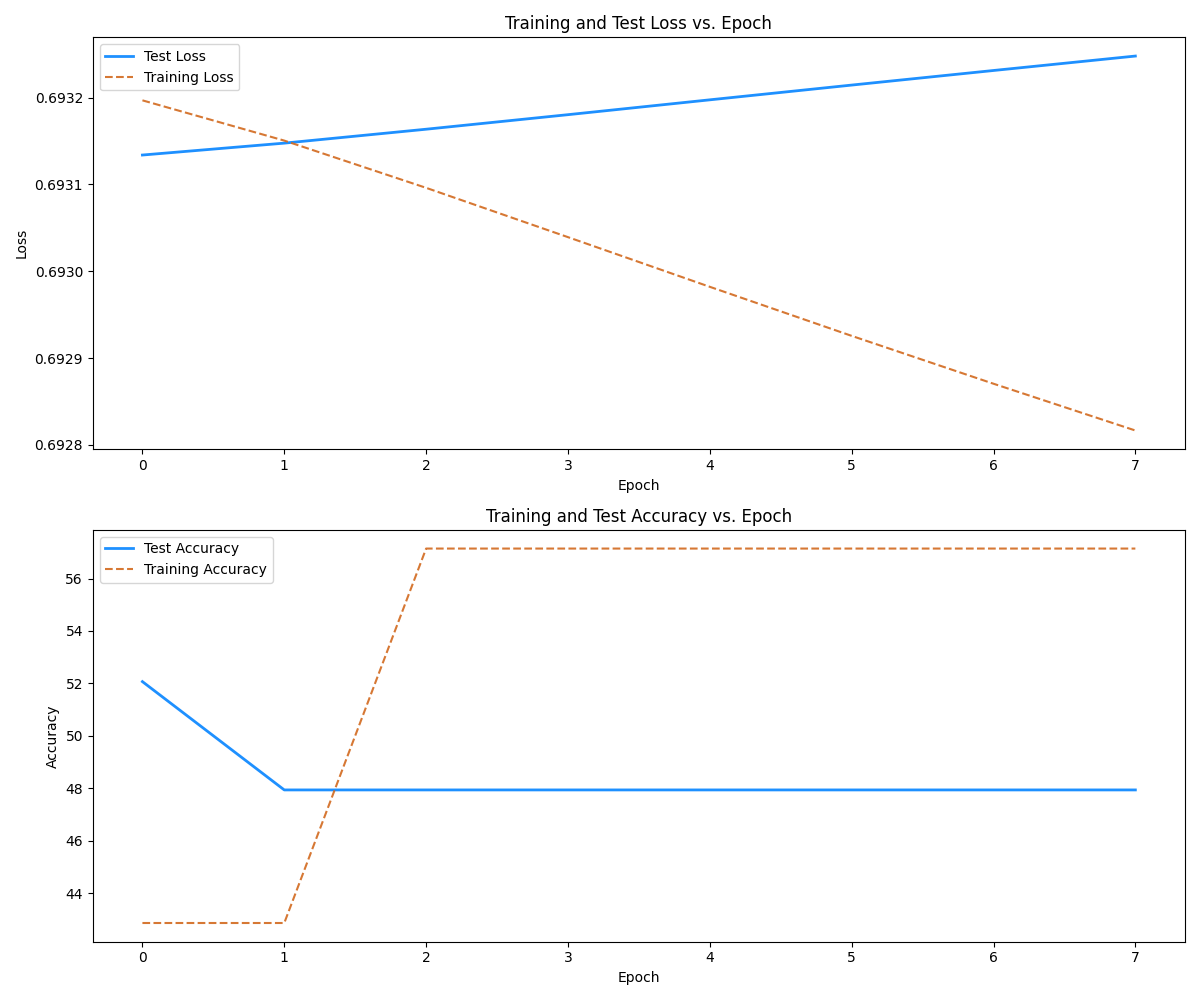 Training and Test Loss vs. Epoch
Test Loss
Training Loss
0.6932
0.6931
0.6930
0.6929
0.6928
Loss
0 1 2 3 4 5 6 7
Epoch
Training and Test Accuracy vs. Epoch
Test Accuracy
Training Accuracy
56
54
52
50
48
46
44
Accuracy
0 1 2 3 4 5 6 7
Epoch